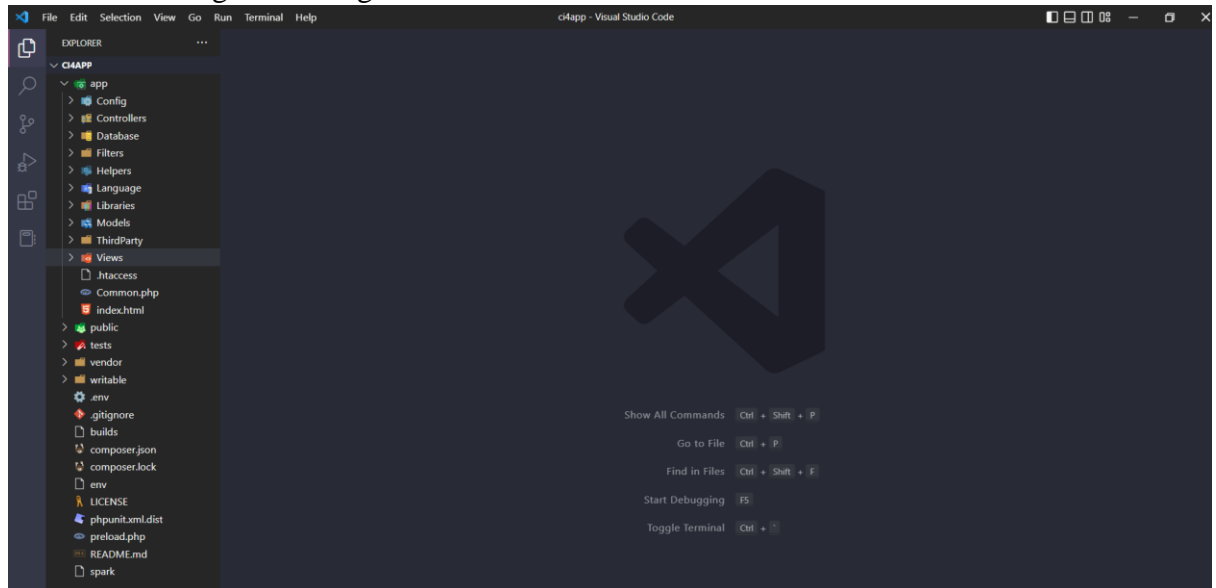 File Edit Selection View Go Run Terminal Help ci4app - Visual Studio Code
EXPLORER ...
CI4APP
app
Config
Controllers
Database
Filters
Helpers
Language
Libraries
Models
ThirdParty
Views
.htaccess
Common.php
index.html
public
tests
vendor
writable
.env
.gitignore
builds
composer.json
composer.lock
env
LICENSE
phpunit.xml.dist
preload.php
README.md
spark
Show All Commands Ctrl + Shift + P
Go to File Ctrl + P
Find in Files Ctrl + Shift + F
Start Debugging F5
Toggle Terminal Ctrl + `